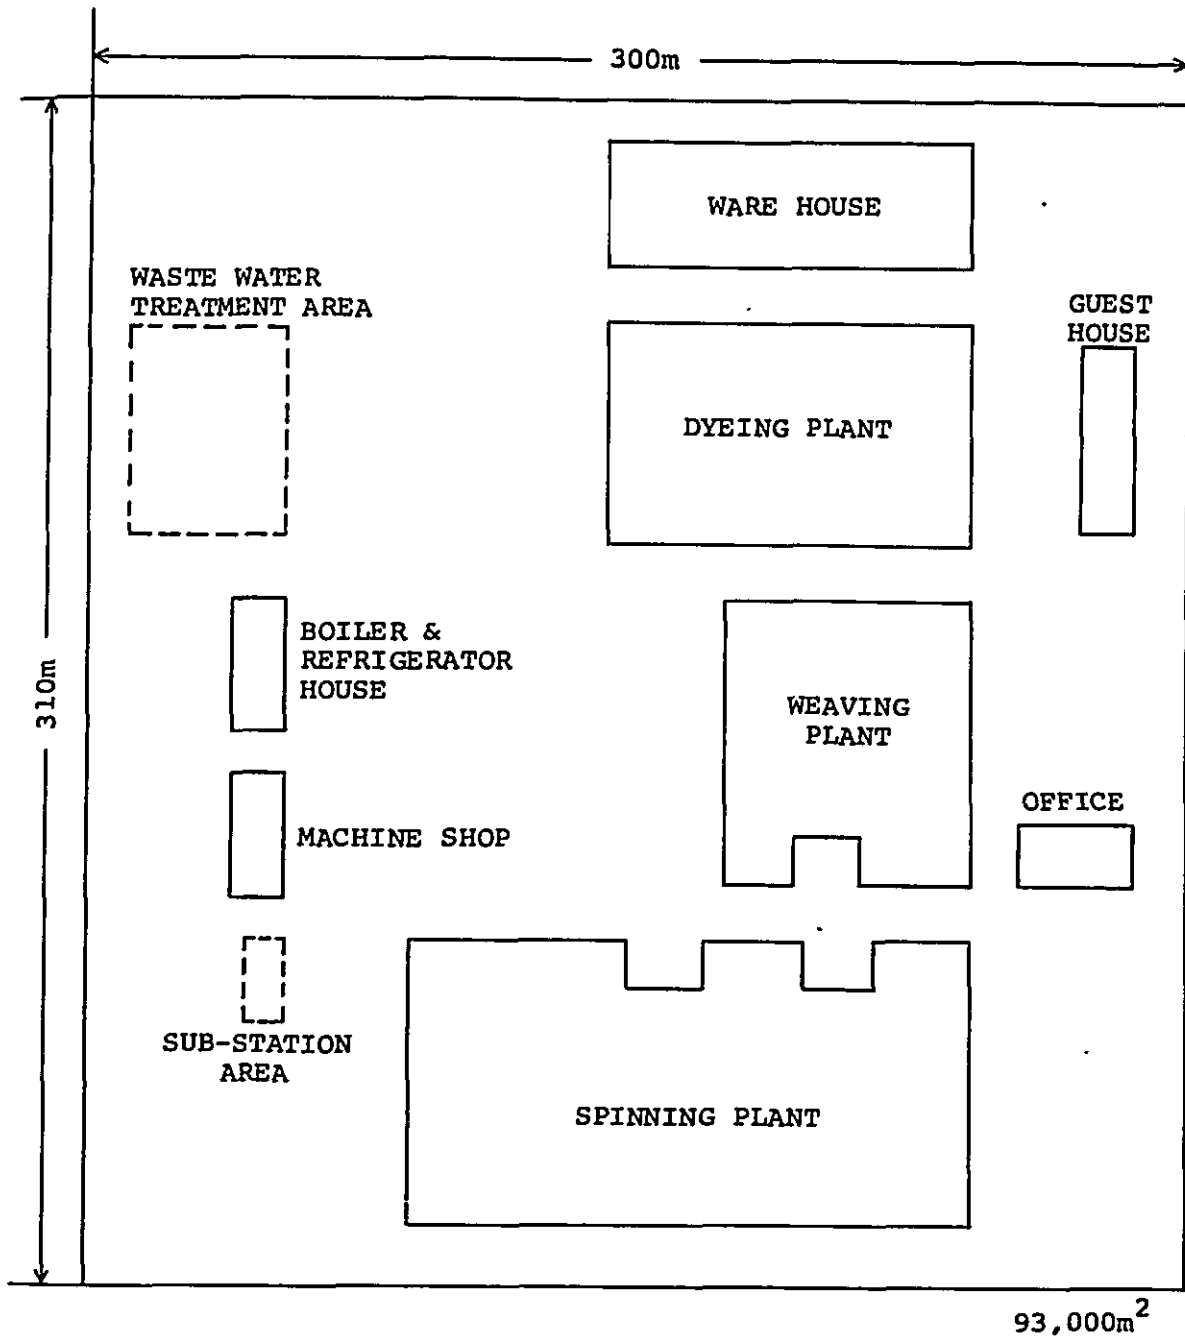 300m
WARE HOUSE
WASTE WATER
TREATMENT AREA
GUEST
HOUSE
DYEING PLANT
BOILER &
REFRIGERATOR
HOUSE
310m
WEAVING
PLANT
OFFICE
MACHINE SHOP
SUB-STATION
AREA
SPINNING PLANT
93,000m²